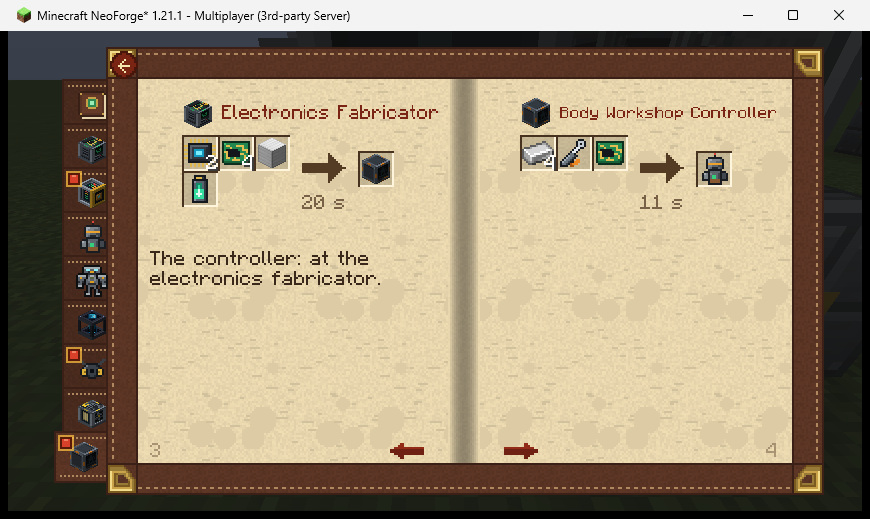 Minecraft NeoForge* 1.21.1 - Multiplayer (3rd-party Server)
Electronics Fabricator
2 4
20 s
The controller: at the
electronics fabricator.
3
Body Workshop Controller
4
11 s
4